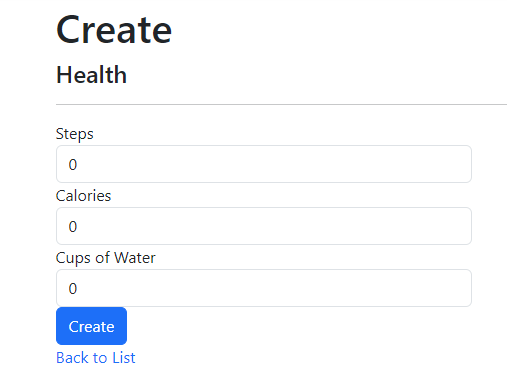 Create
Health
Steps
0
Calories
0
Cups of Water
0
Create
Back to List